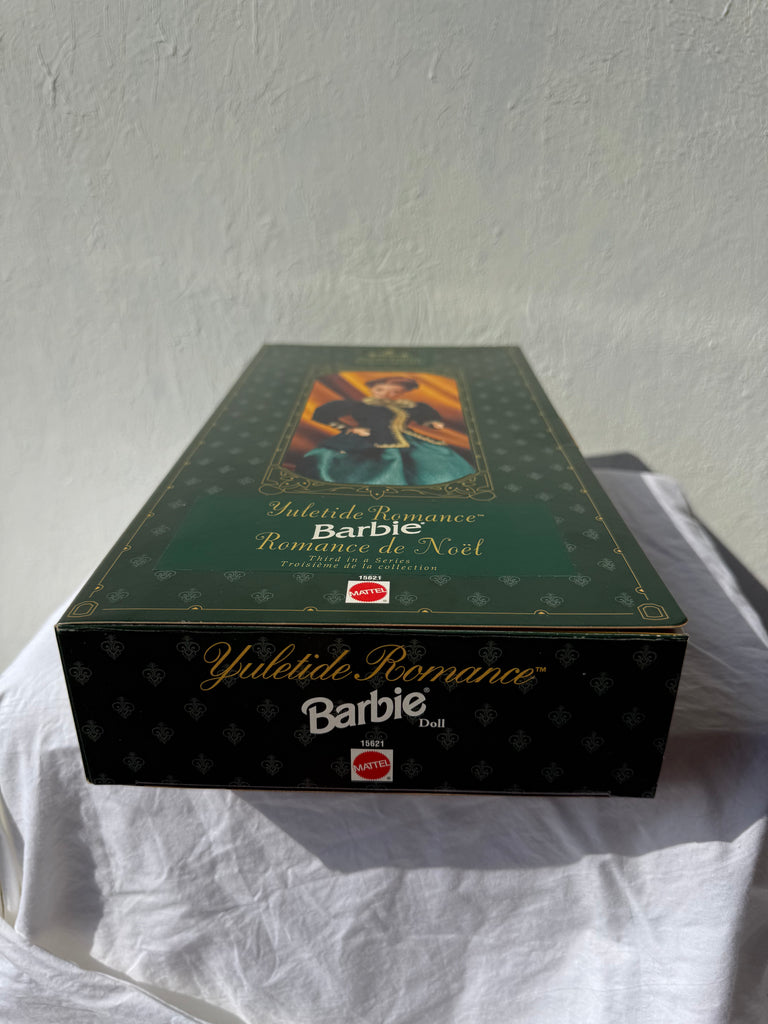 Yuletide Romance™
Barbie®
Romance de Noël
Third in a Series
Troisième de la collection
15621
MATTEL
Yuletide Romance™
Barbie®
Doll
15621
MATTEL®